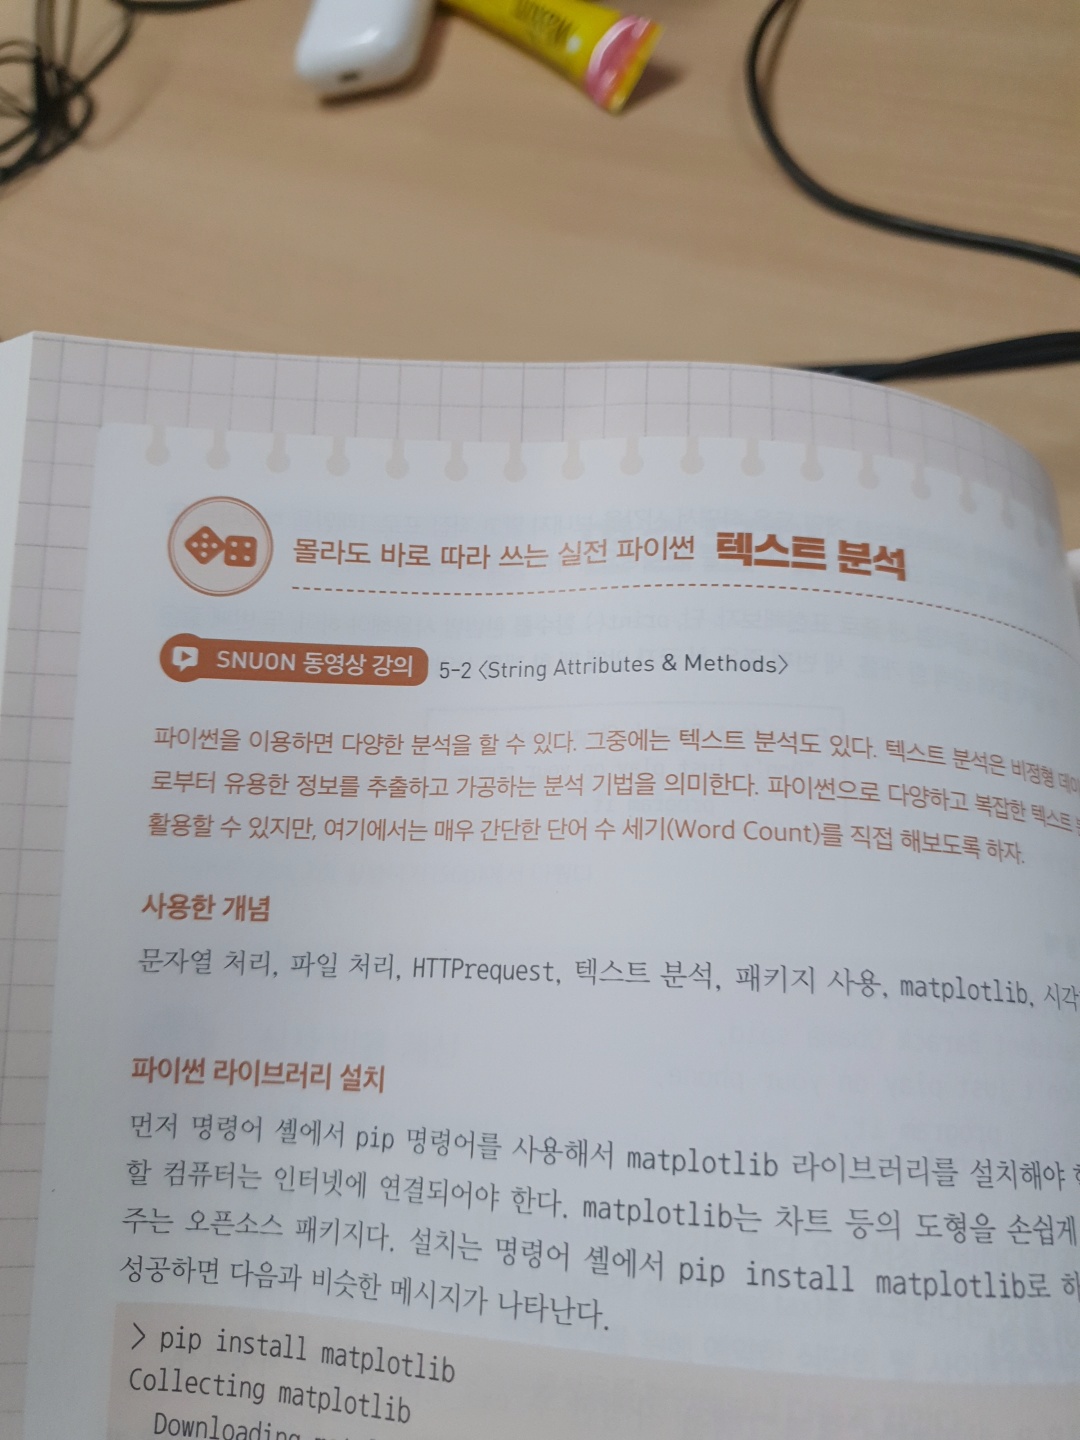 몰라도 바로 따라 쓰는 실전 파이썬 텍스트 분석
SNUON 동영상 강의 5-2 〈String Attributes & Methods〉
파이썬을 이용하면 다양한 분석을 할 수 있다. 그중에는 텍스트 분석도 있다. 텍스트 분석은 비정형
로부터 유용한 정보를 추출하고 가공하는 분석 기법을 의미한다. 파이썬으로 다양하고 복잡한 텍스트
활용할 수 있지만, 여기에서는 매우 간단한 단어 수 세기(Word Count)를 직접 해보도록 하자.
사용한 개념
문자열 처리, 파일 처리, HTTPrequest, 텍스트 분석, 패키지 사용, matplotlib, 시각
파이썬 라이브러리 설치
먼저 명령어 셸에서 pip 명령어를 사용해서 matplotlib 라이브러리를 설치해야
할 컴퓨터는 인터넷에 연결되어야 한다. matplotlib는 차트 등의 도형을 손쉽게
주는 오픈소스 패키지다. 설치는 명령어 셸에서 pip install matplotlib로 하
성공하면 다음과 비슷한 메시지가 나타난다.
> pip install matplotlib
Collecting matplotlib
Downloading